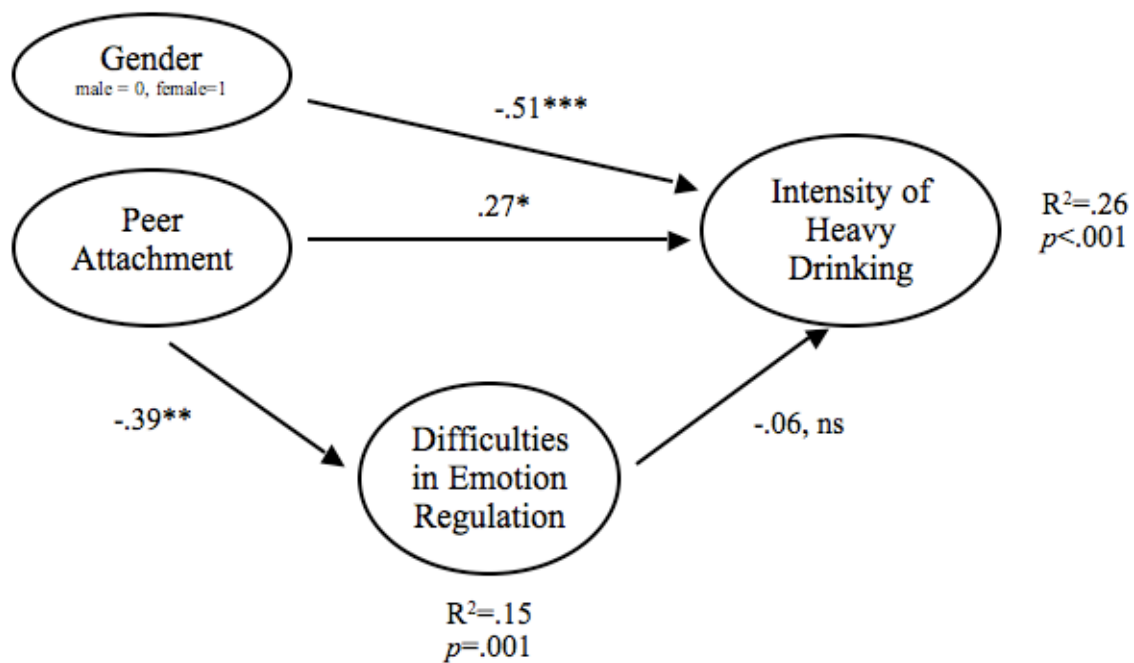 Gender
male = 0, female=1
-.51***
Peer
Attachment
.27*
Intensity of
Heavy
Drinking
R²=.26
p<.001
-.39**
Difficulties
in Emotion
Regulation
-.06, ns
R²=.15
p=.001